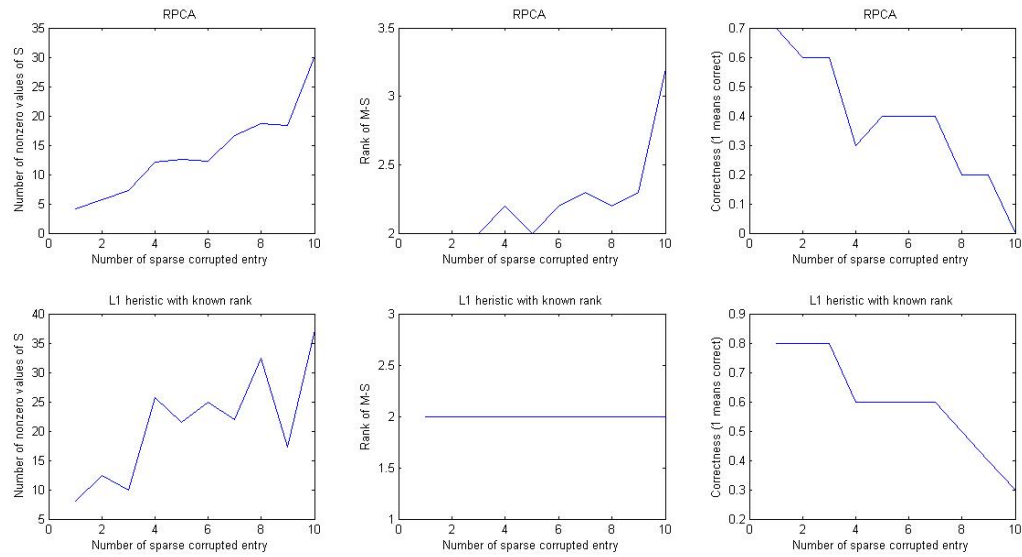 RPCA
Number of nonzero values of S
35
30
25
20
15
10
5
0
0 2 4 6 8 10
Number of sparse corrupted entry
RPCA
Rank of M-S
3.5
3
2.5
2
0 2 4 6 8 10
Number of sparse corrupted entry
RPCA
Correctness (1 means correct)
0.7
0.6
0.5
0.4
0.3
0.2
0.1
0
0 2 4 6 8 10
Number of sparse corrupted entry
L1 heristic with known rank
Number of nonzero values of S
40
35
30
25
20
15
10
5
0 2 4 6 8 10
Number of sparse corrupted entry
L1 heristic with known rank
Rank of M-S
3
2.5
2
1.5
1
0 2 4 6 8 10
Number of sparse corrupted entry
L1 heristic with known rank
Correctness (1 means correct)
0.9
0.8
0.7
0.6
0.5
0.4
0.3
0.2
0 2 4 6 8 10
Number of sparse corrupted entry